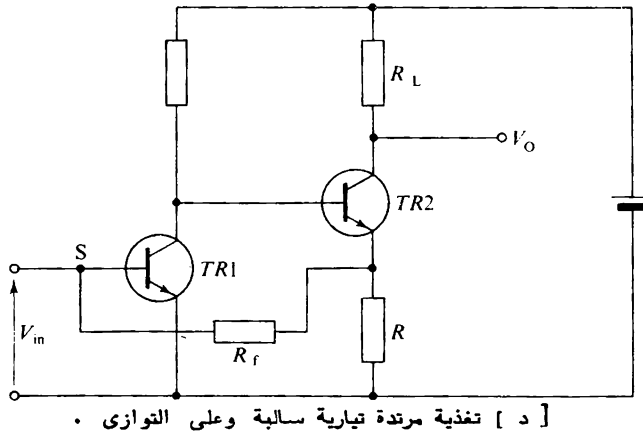 R L
V O
TR2
S
TR1
V in
R f
R
[ د ] تغذية مرتدة تيارية سالبة وعلى التوازى .